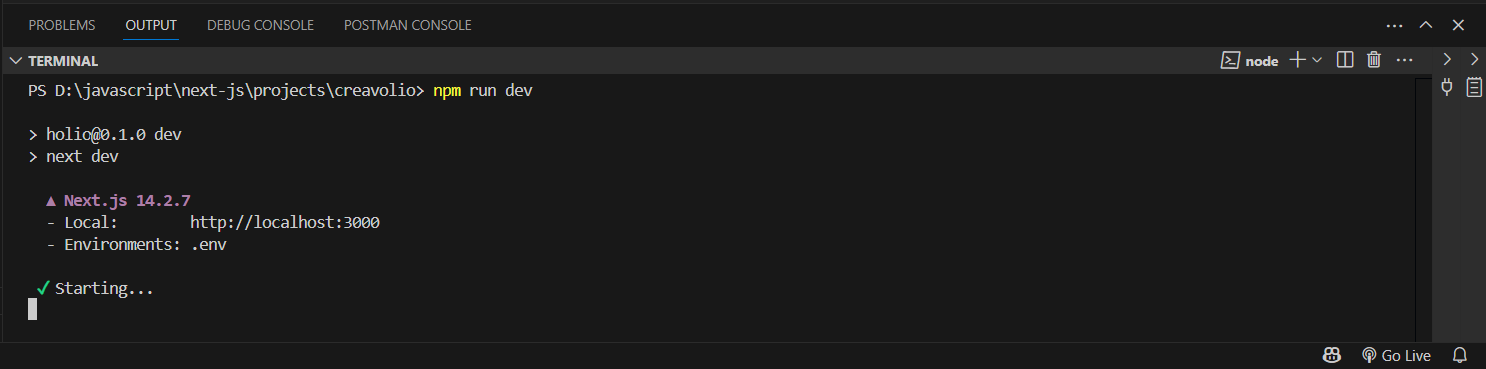 PROBLEMS OUTPUT DEBUG CONSOLE POSTMAN CONSOLE
TERMINAL node
PS D:\javascript\next-js\projects\creavolio> npm run dev
> holio@0.1.0 dev
> next dev
▲ Next.js 14.2.7
- Local: http://localhost:3000
- Environments: .env
✓ Starting...
Go Live